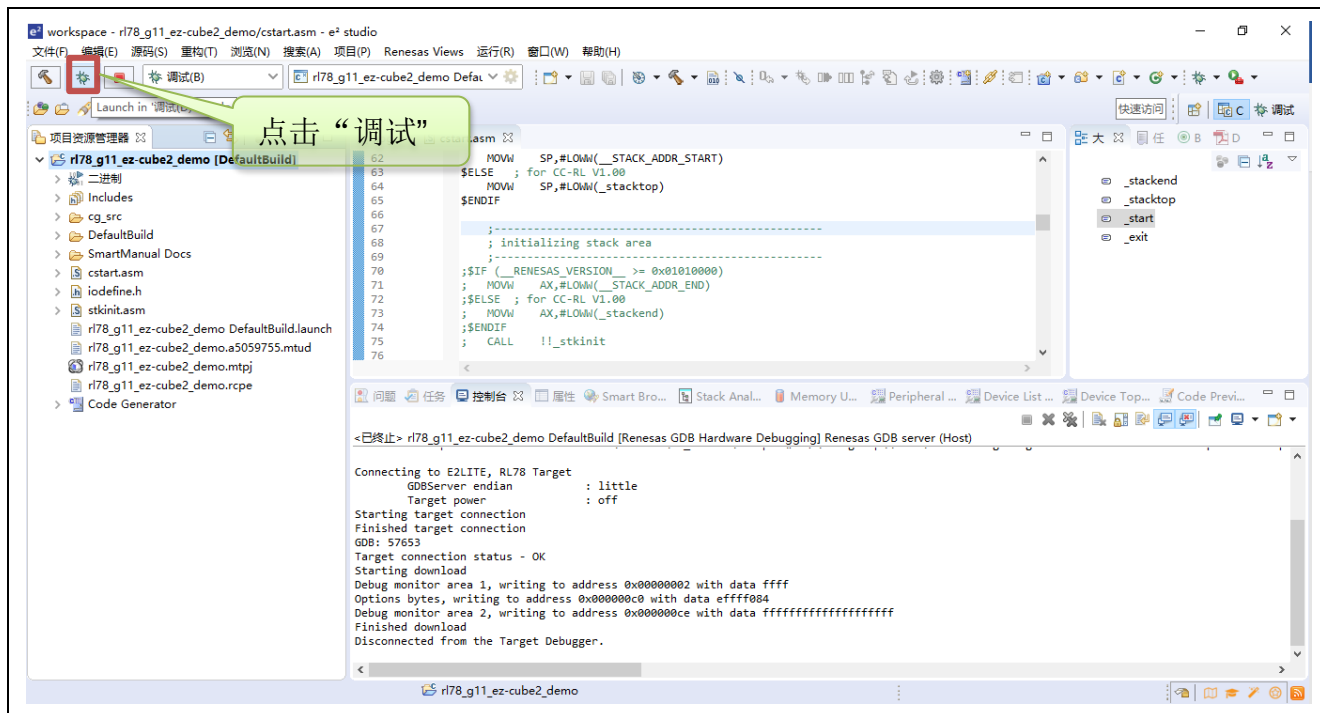 workspace - rl78_g11_ez-cube2_demo/cstart.asm - e² studio
文件(F) 编辑(E) 源码(S) 重构(T) 浏览(N) 搜索(A) 项目(P) Renesas Views 运行(R) 窗口(W) 帮助(H)
调试(B) rl78_g11_ez-cube2_demo Defau
Launch in '调试(B)
快速访问 C 调试
点击“调试”
项目资源管理器
rl78_g11_ez-cube2_demo [DefaultBuild]
二进制
Includes
cg_src
DefaultBuild
SmartManual Docs
cstart.asm
iodefine.h
stkinit.asm
rl78_g11_ez-cube2_demo DefaultBuild.launch
rl78_g11_ez-cube2_demo.a5059755.mtud
rl78_g11_ez-cube2_demo.mtpj
rl78_g11_ez-cube2_demo.rcpe
Code Generator
cstart.asm
62 MOVW SP,#LOWW(__STACK_ADDR_START)
63 $ELSE ; for CC-RL V1.00
64 MOVW SP,#LOWW(_stacktop)
65 $ENDIF
66
67 ;--------------------------------------------------
68 ; initializing stack area
69 ;--------------------------------------------------
70 ;$IF (__RENESAS_VERSION__ >= 0x01010000)
71 ; MOVW AX,#LOWW(__STACK_ADDR_END)
72 ;$ELSE ; for CC-RL V1.00
73 ; MOVW AX,#LOWW(_stackend)
74 ;$ENDIF
75 ; CALL !!_stkinit
76
大 任 B D
_stackend
_stacktop
_start
_exit
问题 任务 控制台 属性 Smart Bro... Stack Anal... Memory U... Peripheral ... Device List ... Device Top... Code Previ...
<已终止> rl78_g11_ez-cube2_demo DefaultBuild [Renesas GDB Hardware Debugging] Renesas GDB server (Host)
Connecting to E2LITE, RL78 Target
GDBServer endian : little
Target power : off
Starting target connection
Finished target connection
GDB: 57653
Target connection status - OK
Starting download
Debug monitor area 1, writing to address 0x00000002 with data ffff
Options bytes, writing to address 0x000000c0 with data effff084
Debug monitor area 2, writing to address 0x000000ce with data ffffffffffffffffffff
Finished download
Disconnected from the Target Debugger.
rl78_g11_ez-cube2_demo